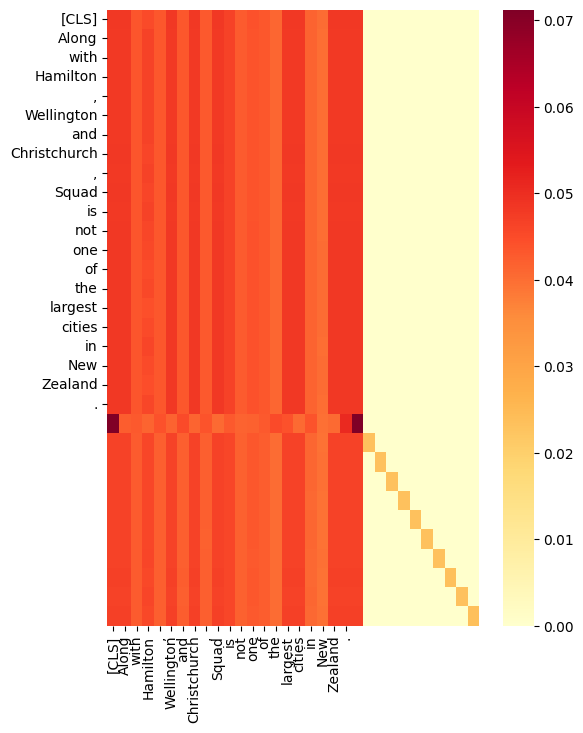 [CLS]
Along
with
Hamilton
,
Wellington
and
Christchurch
,
Squad
is
not
one
of
the
largest
cities
in
New
Zealand
.
0.07
0.06
0.05
0.04
0.03
0.02
0.01
0.00
[CLS]
Along
with
Hamilton
,
Wellington
and
Christchurch
,
Squad
is
not
one
of
the
largest
cities
in
New
Zealand
.